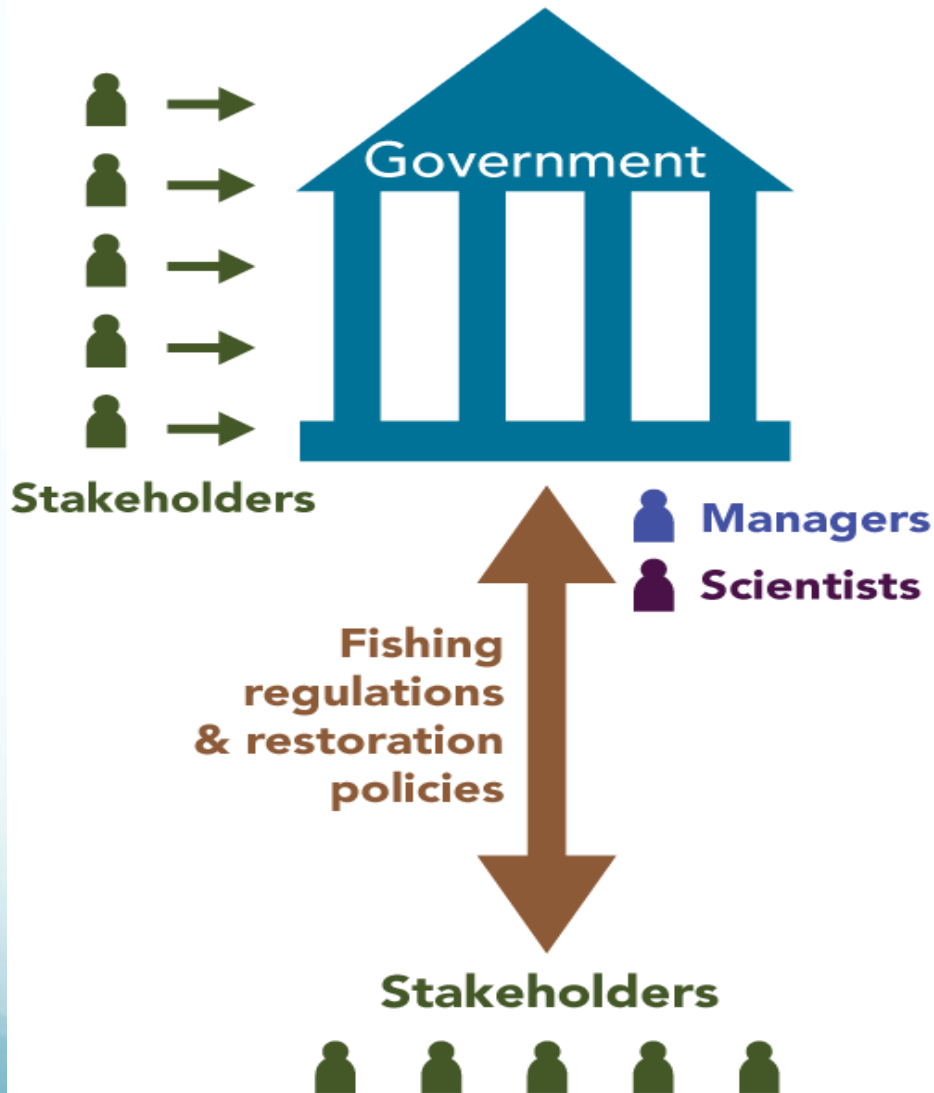 Government
Stakeholders
Managers
Scientists
Fishing
regulations
& restoration
policies
Stakeholders